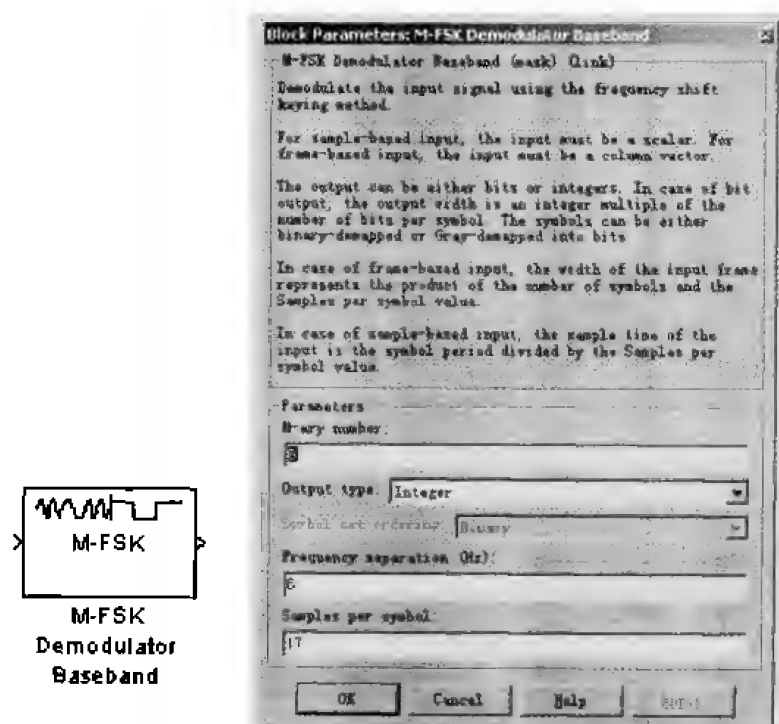 Block Parameters: M-FSK Demodulator Baseband
M-FSK Demodulator Baseband (mask) (link)
Demodulate the input signal using the frequency shift
keying method.
For sample-based input, the input must be a scalar. For
frame-based input, the input must be a column vector.
The output can be either bits or integers. In case of bit
output, the output width is an integer multiple of the
number of bits per symbol. The symbols can be either
binary-demapped or Gray-demapped into bits
In case of frame-based input, the width of the input frame
represents the product of the number of symbols and the
Samples per symbol value.
In case of sample-based input, the sample time of the
input is the symbol period divided by the Samples per
symbol value.
Parameters
M-ary number:
Output type: Integer
Symbol set ordering: Binary
Frequency separation (Hz):
6
Samples per symbol:
17
OK Cancel Help Apply
M-FSK
M-FSK
Demodulator
Baseband